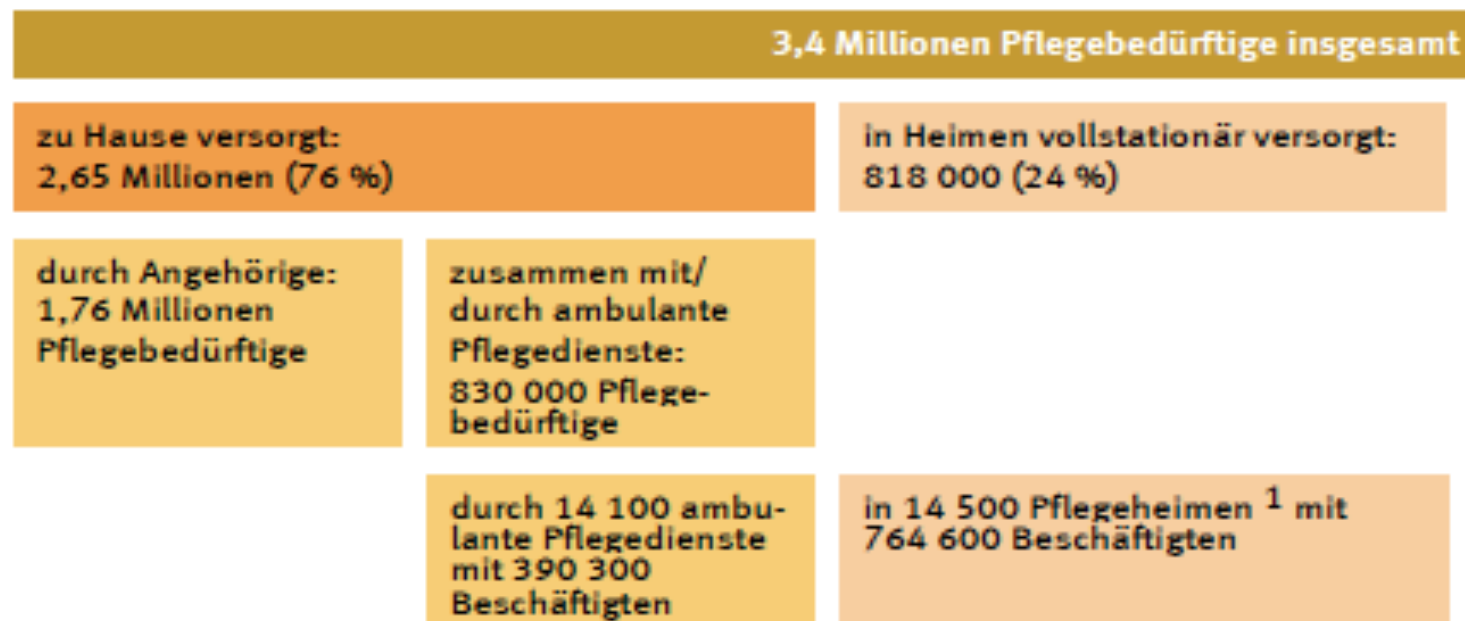 3,4 Millionen Pflegebedürftige insgesamt
zu Hause versorgt:
2,65 Millionen (76 %)
in Heimen vollstationär versorgt:
818 000 (24 %)
durch Angehörige:
1,76 Millionen
Pflegebedürftige
zusammen mit/
durch ambulante
Pflegedienste:
830 000 Pflege-
bedürftige
durch 14 100 ambu-
lante Pflegedienste
mit 390 300
Beschäftigten
in 14 500 Pflegeheimen 1 mit
764 600 Beschäftigten